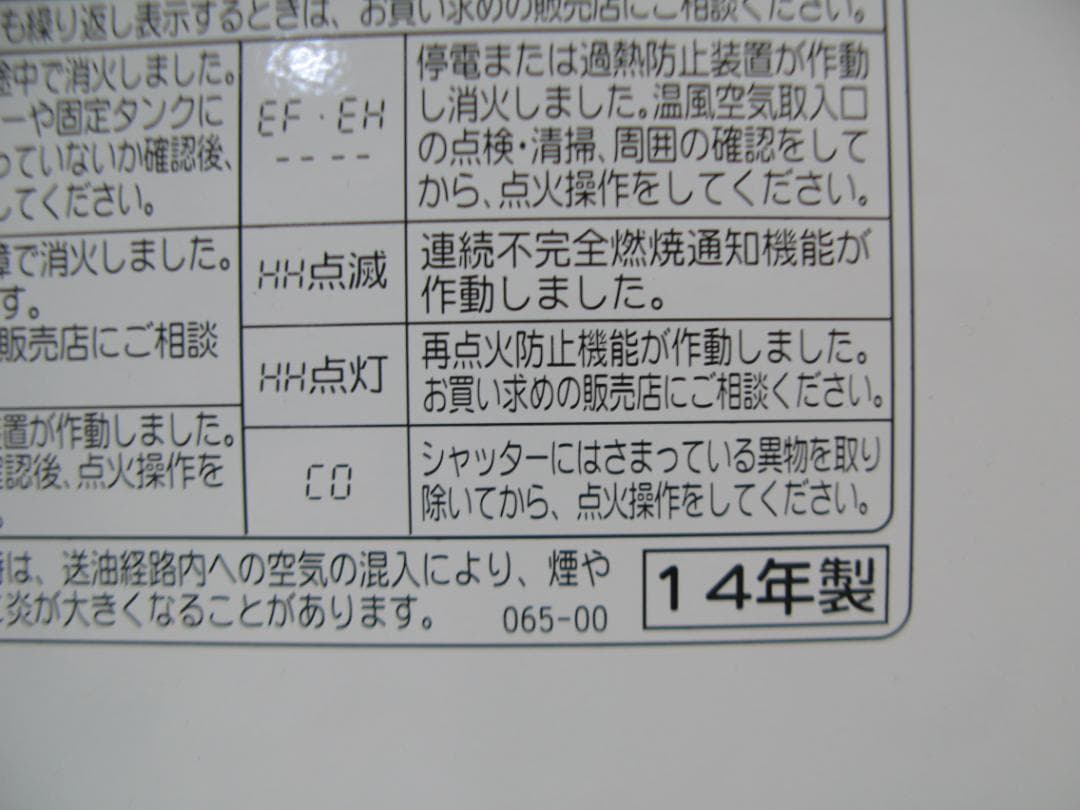 も繰り返し表示するときは、お買い求めの販売店にご相談ください。
途中で消火しました。
ーや固定タンクに
っていないか確認後、
してください。
EF・EH
----
停電または過熱防止装置が作動
し消火しました。温風空気取入口
の点検・清掃、周囲の確認をして
から、点火操作をしてください。
障で消火しました。
す。
販売店にご相談
HH点滅
連続不完全燃焼通知機能が
作動しました。
HH点灯
再点火防止機能が作動しました。
お買い求めの販売店にご相談ください。
装置が作動しました。
確認後、点火操作を
CO
シャッターにはさまっている異物を取り
除いてから、点火操作をしてください。
時は、送油経路内への空気の混入により、煙や
炎が大きくなることがあります。
065-00
14年製